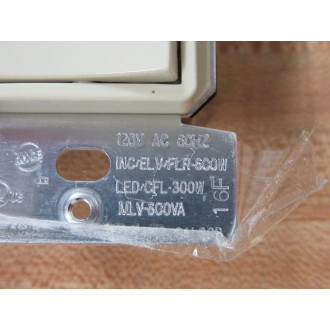 120V AC 60HZ
INC/ELV/FLR-600W
LED/CFL-300W
MLV-600VA
16F